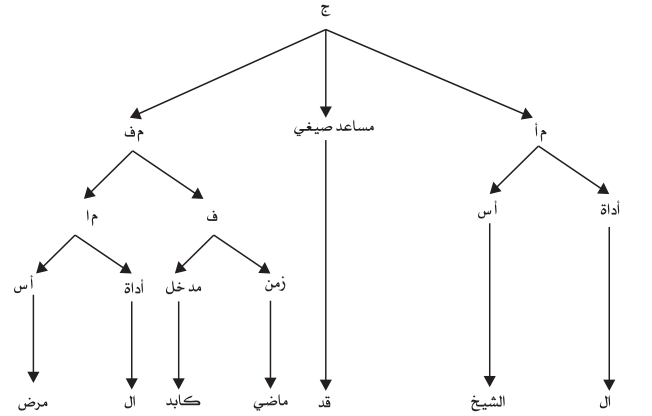 ج
م أ مساعد صيغي م ف
أداة أس ف م ا
زمن مدخل أداة أس
ال الشيخ قد ماضي كابد ال مرض